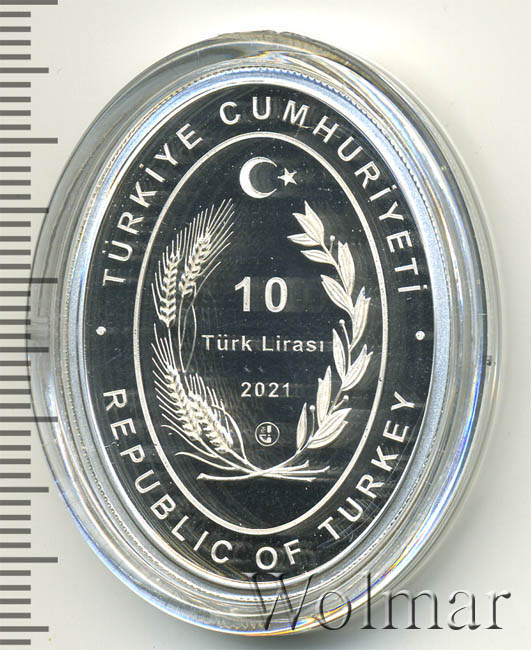 TÜRKİYE CUMHURİYETİ
10
Türk Lirası
2021
REPUBLIC OF TURKEY
Wolmar